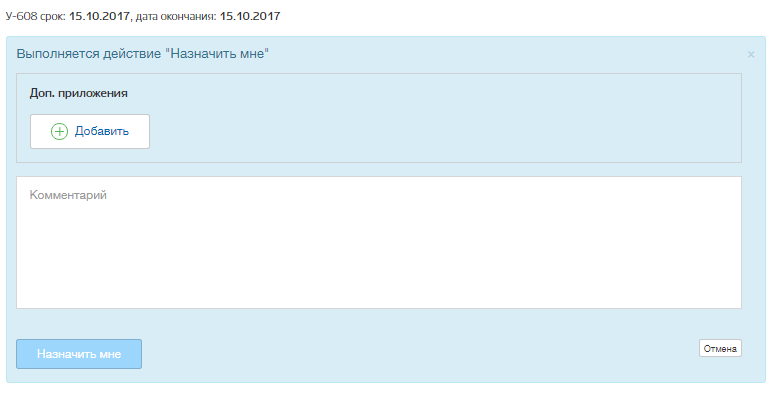 У-608 срок: 15.10.2017, дата окончания: 15.10.2017
Выполняется действие "Назначить мне"
×
Доп. приложения
Добавить
Комментарий
Назначить мне
Отмена